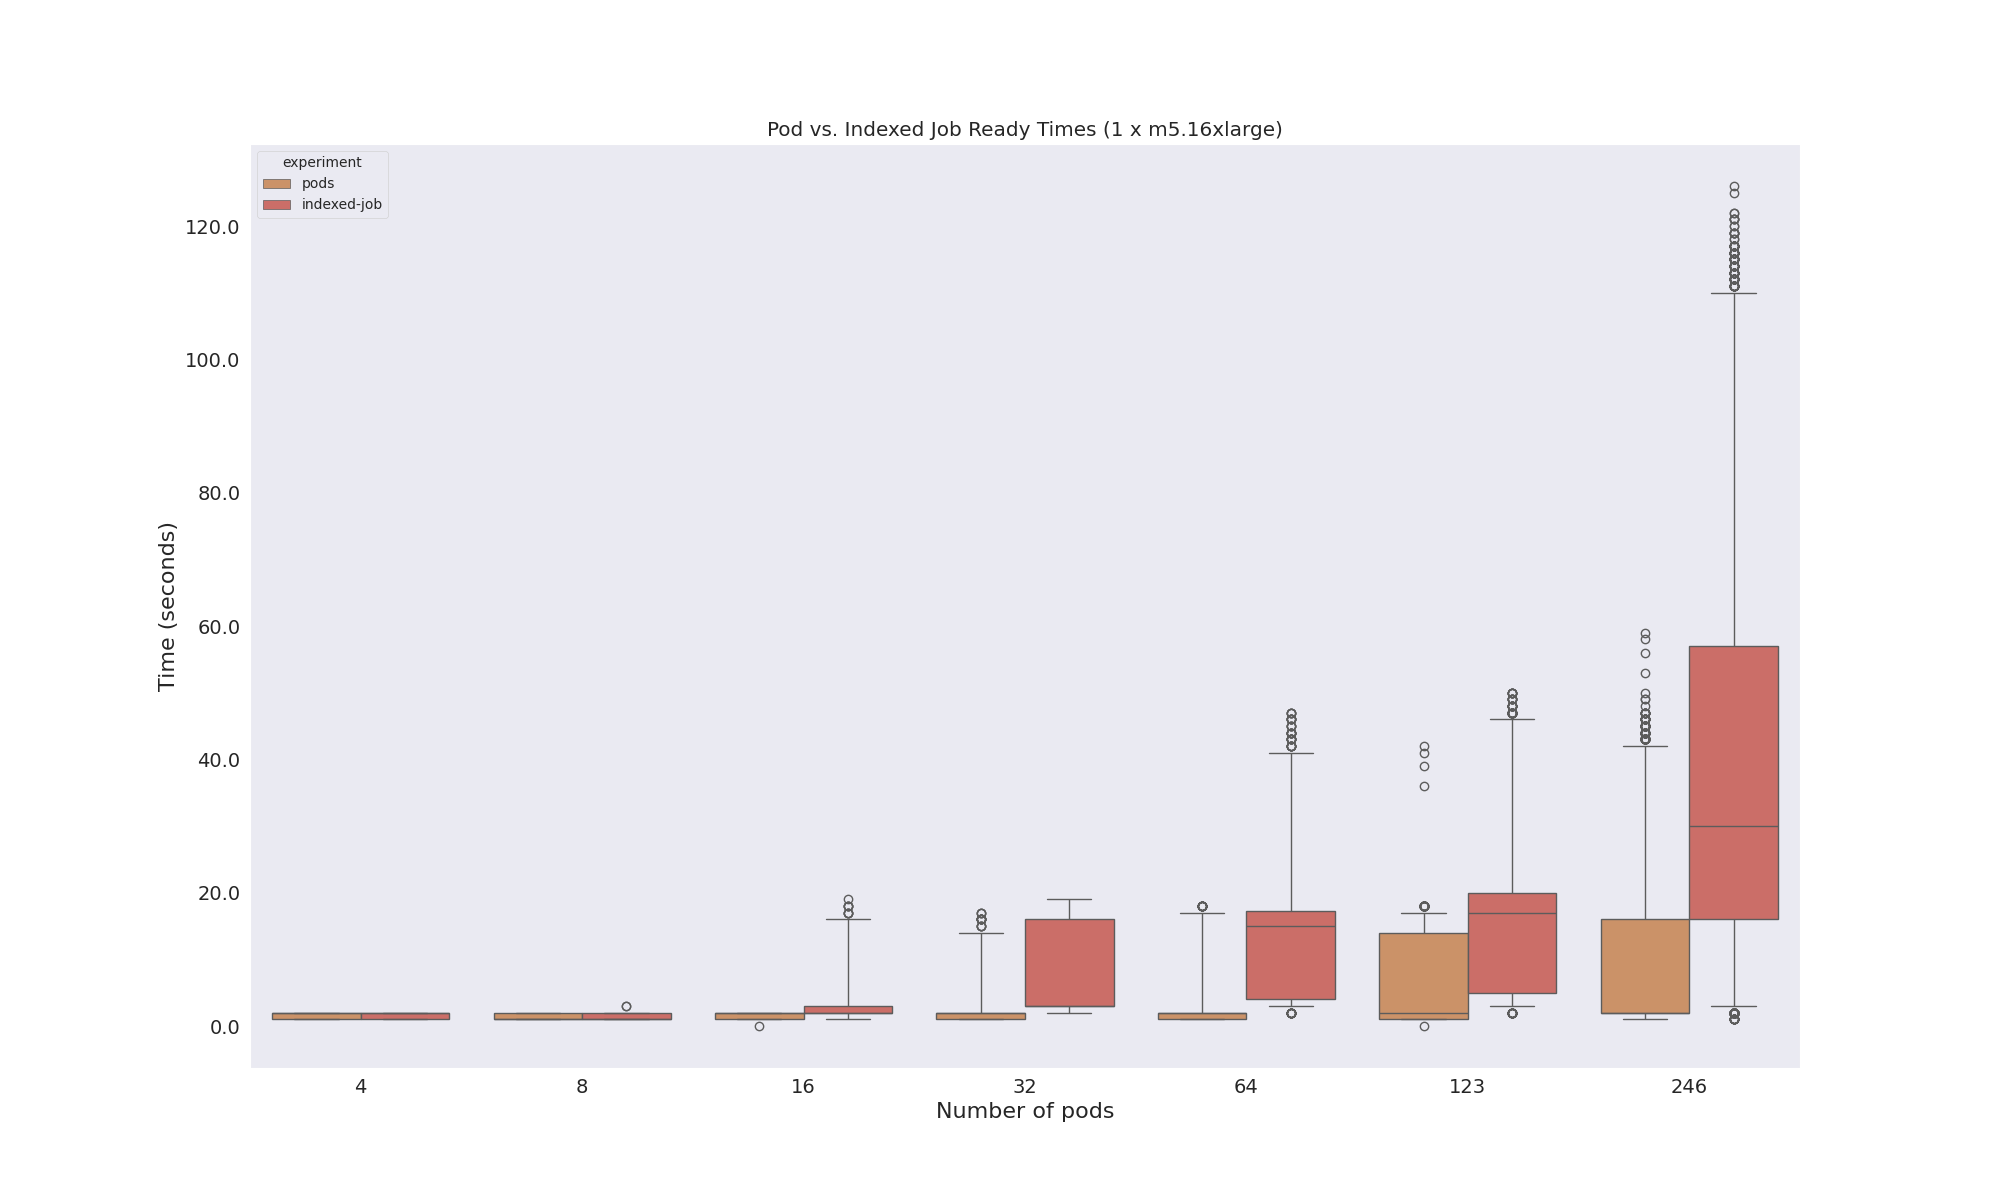 Pod vs. Indexed Job Ready Times (1 x m5.16xlarge)
experiment
pods
indexed-job
120.0
100.0
80.0
60.0
40.0
20.0
0.0
Time (seconds)
4 8 16 32 64 123 246
Number of pods